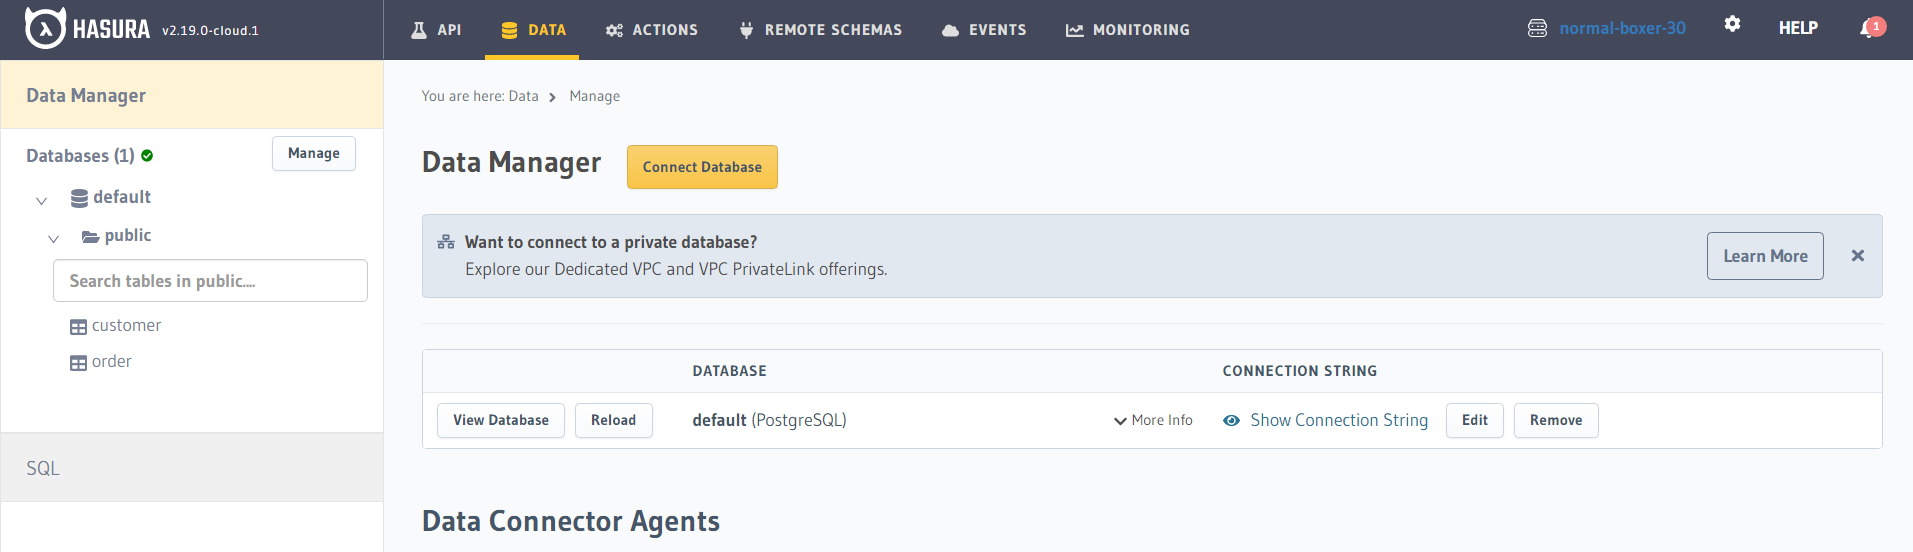 HASURA v2.19.0-cloud.1
API DATA ACTIONS REMOTE SCHEMAS EVENTS MONITORING
normal-boxer-30 HELP 1
Data Manager
Databases (1) Manage
default
public
Search tables in public....
customer
order
SQL
You are here: Data Manage
Data Manager Connect Database
Want to connect to a private database?
Explore our Dedicated VPC and VPC PrivateLink offerings.
Learn More
DATABASE CONNECTION STRING
View Database Reload default (PostgreSQL) More Info Show Connection String Edit Remove
Data Connector Agents